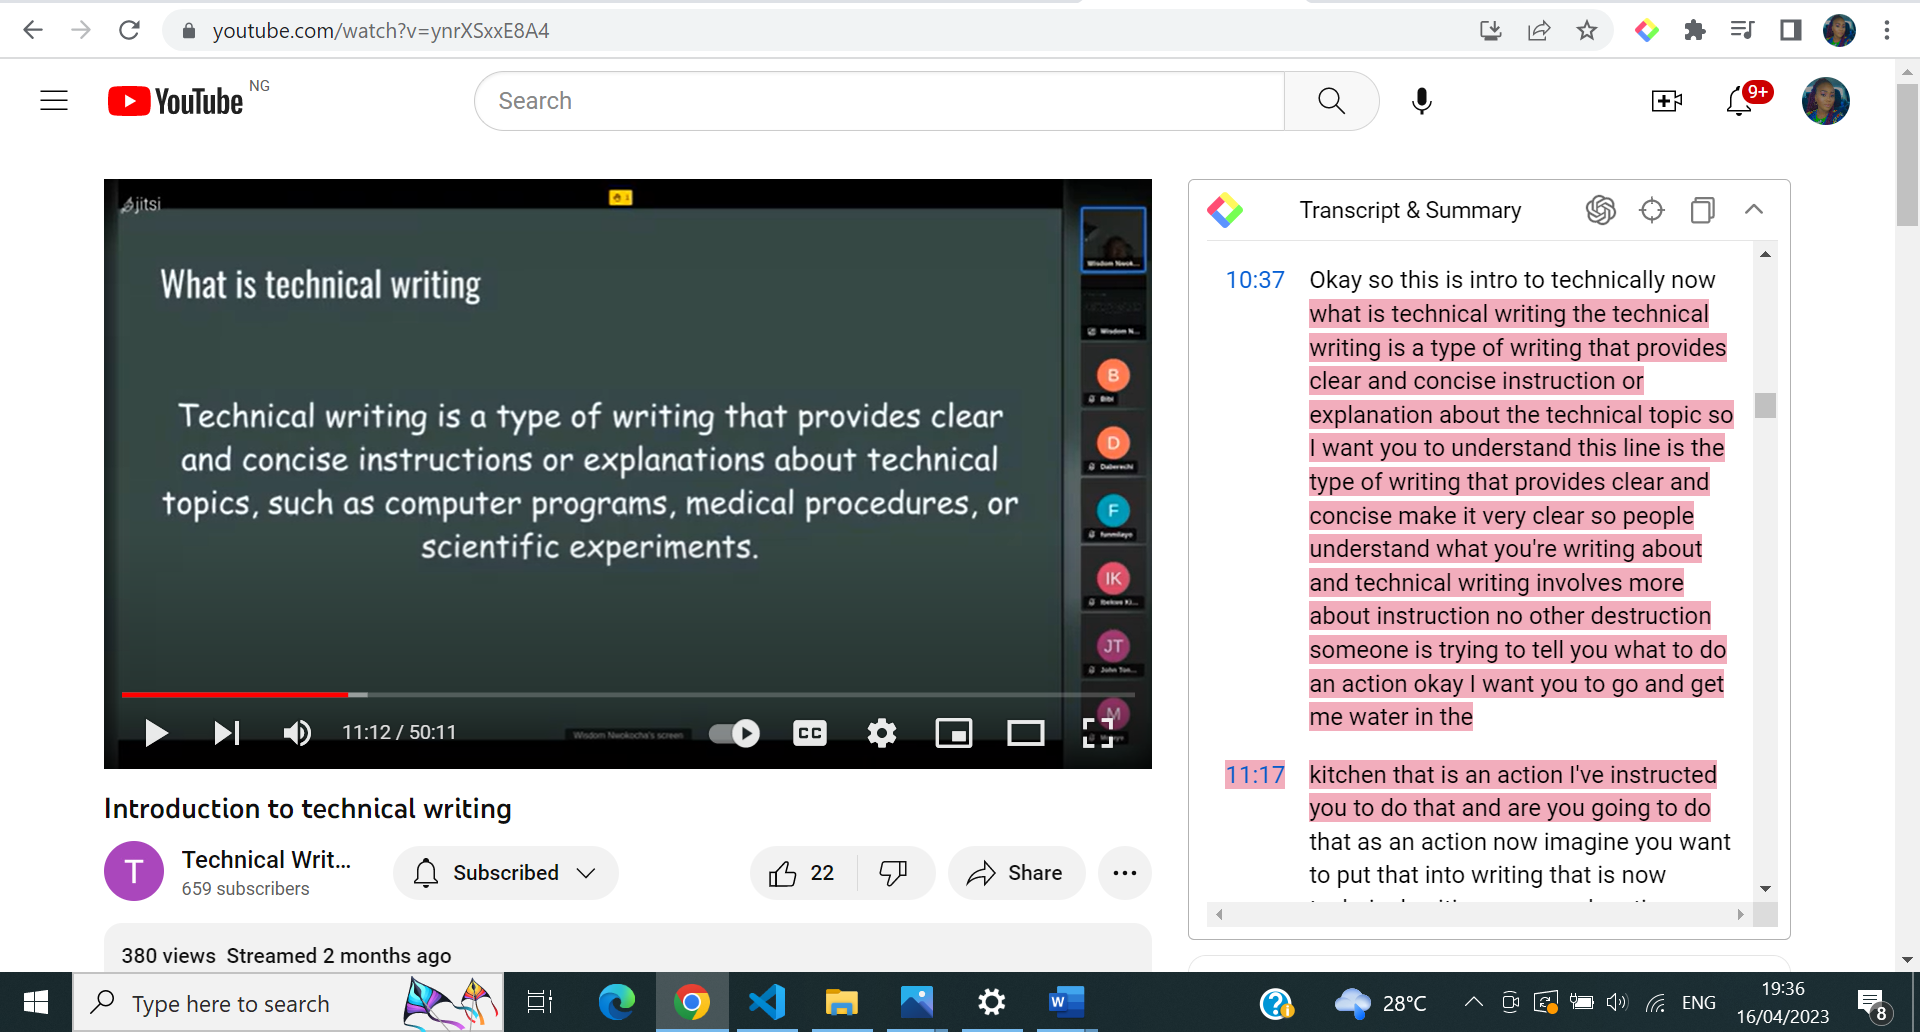 youtube.com/watch?v=ynrXSxxE8A4
YouTube NG
Search
9+
jitsi
1
What is technical writing
Technical writing is a type of writing that provides clear
and concise instructions or explanations about technical
topics, such as computer programs, medical procedures, or
scientific experiments.
Wisdom Nwok...
Wisdom N...
B
Bibi
D
Daberechi
F
funmilayo
IK
Ibekwe Ki...
JT
John Ton...
M
11:12 / 50:11
Wisdom Nwokocha's screen
CC
Introduction to technical writing
T
Technical Writ...
659 subscribers
Subscribed
22
Share
380 views Streamed 2 months ago
Transcript & Summary
10:37
Okay so this is intro to technically now
what is technical writing the technical
writing is a type of writing that provides
clear and concise instruction or
explanation about the technical topic so
I want you to understand this line is the
type of writing that provides clear and
concise make it very clear so people
understand what you're writing about
and technical writing involves more
about instruction no other destruction
someone is trying to tell you what to do
an action okay I want you to go and get
me water in the
11:17
kitchen that is an action I've instructed
you to do that and are you going to do
that as an action now imagine you want
to put that into writing that is now
Type here to search
W
28°C
ENG
19:36
16/04/2023
8